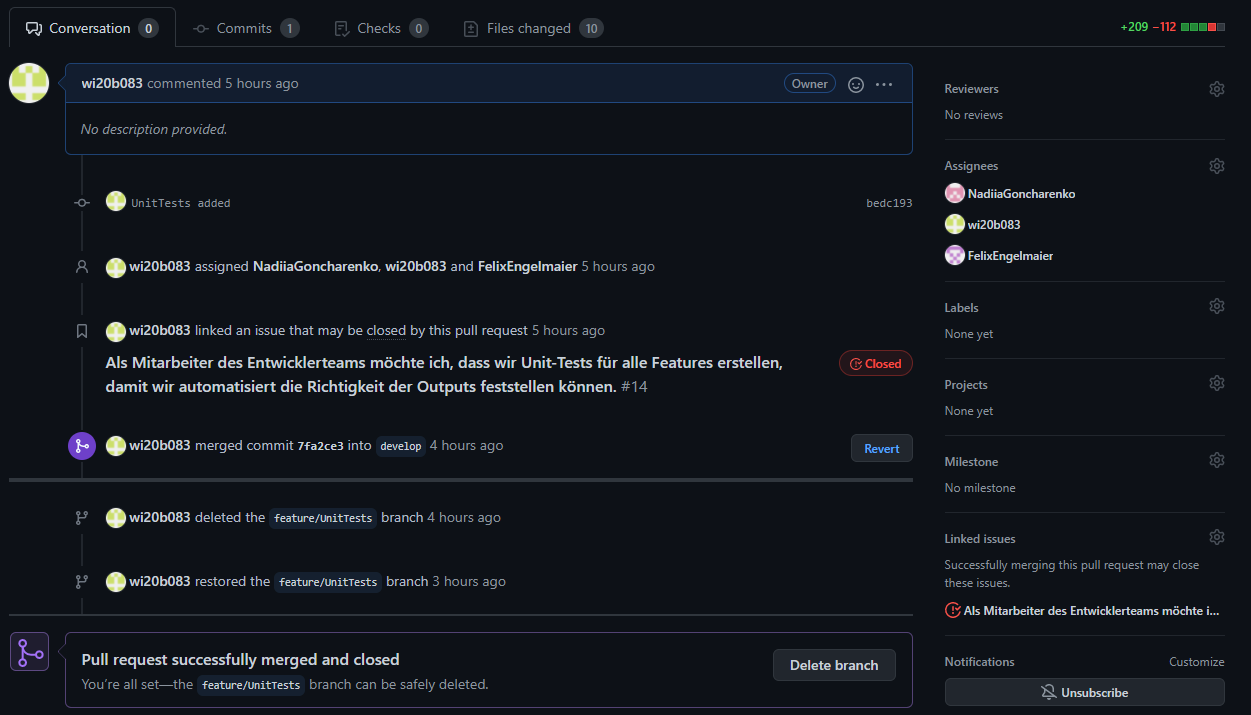 Conversation 0 Commits 1 Checks 0 Files changed 10 +209 −112
wi20b083 commented 5 hours ago Owner
No description provided.
UnitTests added bedc193
wi20b083 assigned NadiiaGoncharenko, wi20b083 and FelixEngelmaier 5 hours ago
wi20b083 linked an issue that may be closed by this pull request 5 hours ago
Als Mitarbeiter des Entwicklerteams möchte ich, dass wir Unit-Tests für alle Features erstellen,
damit wir automatisiert die Richtigkeit der Outputs feststellen können. #14
Closed
wi20b083 merged commit 7fa2ce3 into develop 4 hours ago Revert
wi20b083 deleted the feature/UnitTests branch 4 hours ago
wi20b083 restored the feature/UnitTests branch 3 hours ago
Pull request successfully merged and closed
You're all set—the feature/UnitTests branch can be safely deleted.
Delete branch
Reviewers
No reviews
Assignees
NadiiaGoncharenko
wi20b083
FelixEngelmaier
Labels
None yet
Projects
None yet
Milestone
No milestone
Linked issues
Successfully merging this pull request may close
these issues.
Als Mitarbeiter des Entwicklerteams möchte i...
Notifications Customize
Unsubscribe